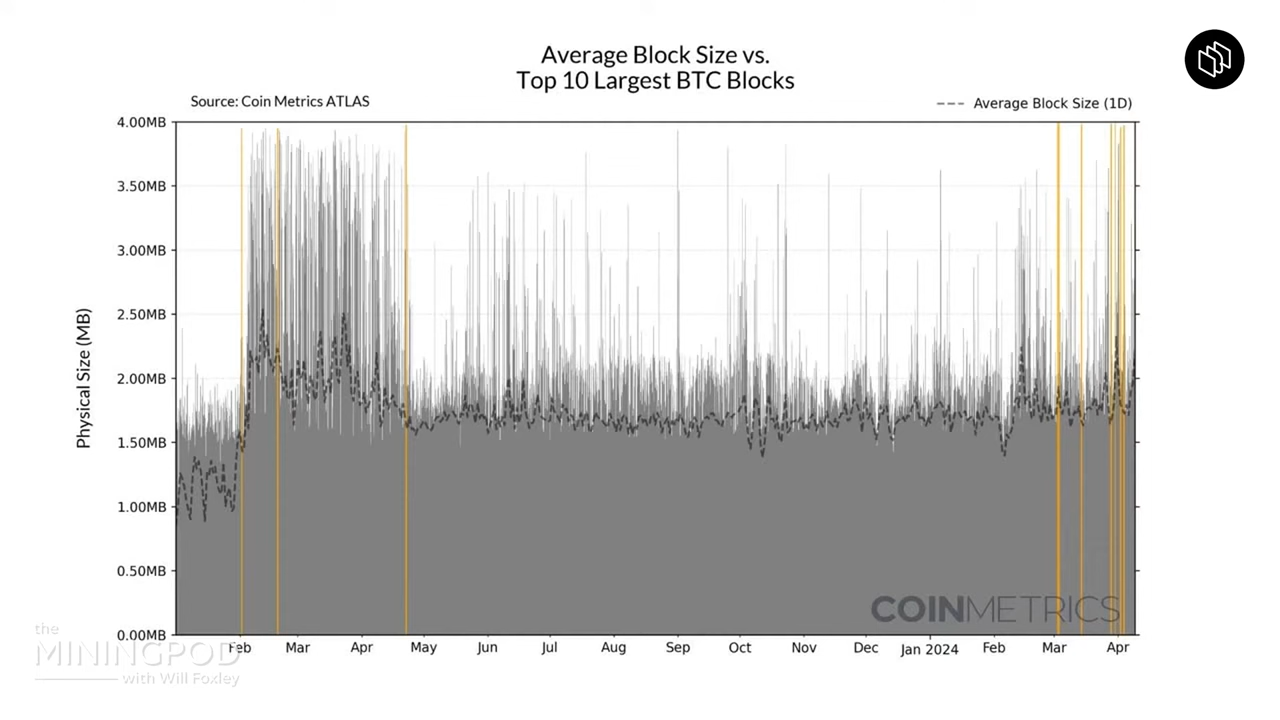 Average Block Size vs.
Top 10 Largest BTC Blocks
Source: Coin Metrics ATLAS
Average Block Size (1D)
4.00MB
3.50MB
3.00MB
2.50MB
2.00MB
1.50MB
1.00MB
0.50MB
0.00MB
Physical Size (MB)
COINMETRICS
Feb Mar Apr May Jun Jul Aug Sep Oct Nov Dec Jan 2024 Feb Mar Apr
the
MININGPOD
with Will Foxley